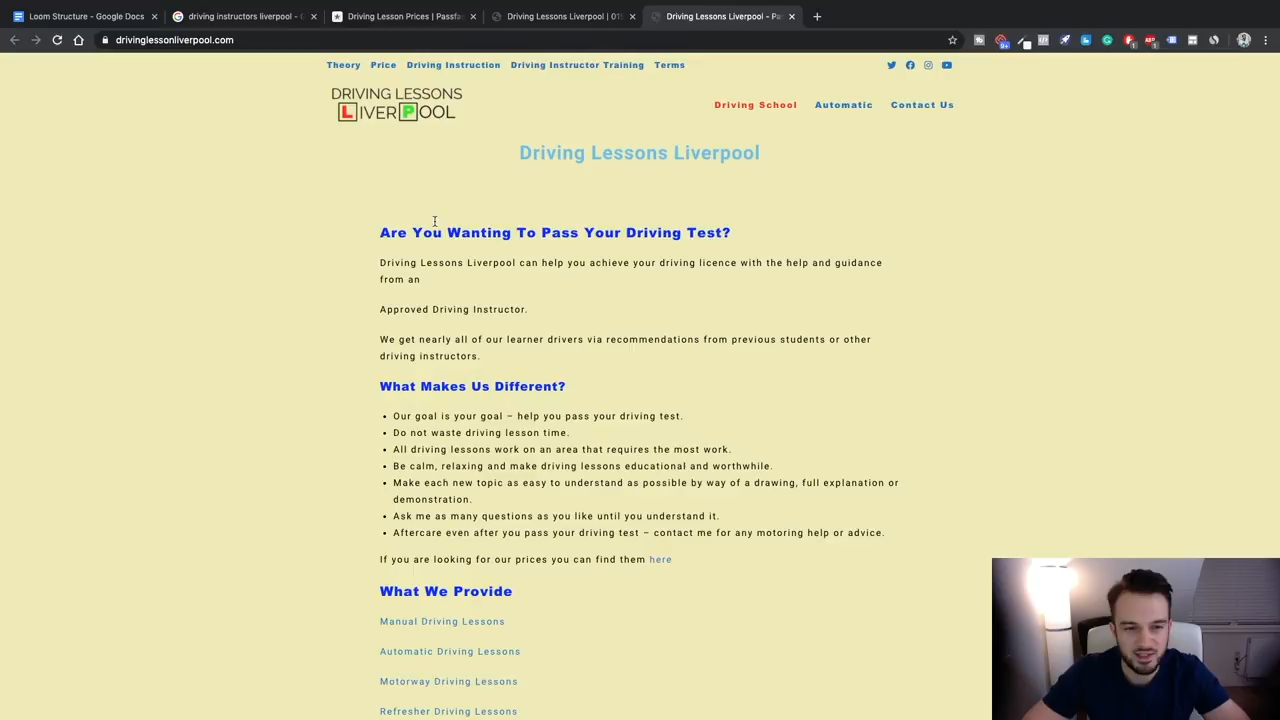 Loom Structure - Google Docs
driving instructors liverpool - G
Driving Lesson Prices | Passfas
Driving Lessons Liverpool | 015
Driving Lessons Liverpool - Pa
drivinglessonliverpool.com
Theory Price Driving Instruction Driving Instructor Training Terms
DRIVING LESSONS
LIVERPOOL
Driving School Automatic Contact Us
Driving Lessons Liverpool
Are You Wanting To Pass Your Driving Test?
Driving Lessons Liverpool can help you achieve your driving licence with the help and guidance
from an
Approved Driving Instructor.
We get nearly all of our learner drivers via recommendations from previous students or other
driving instructors.
What Makes Us Different?
Our goal is your goal – help you pass your driving test.
Do not waste driving lesson time.
All driving lessons work on an area that requires the most work.
Be calm, relaxing and make driving lessons educational and worthwhile.
Make each new topic as easy to understand as possible by way of a drawing, full explanation or
demonstration.
Ask me as many questions as you like until you understand it.
Aftercare even after you pass your driving test – contact me for any motoring help or advice.
If you are looking for our prices you can find them here
What We Provide
Manual Driving Lessons
Automatic Driving Lessons
Motorway Driving Lessons
Refresher Driving Lessons